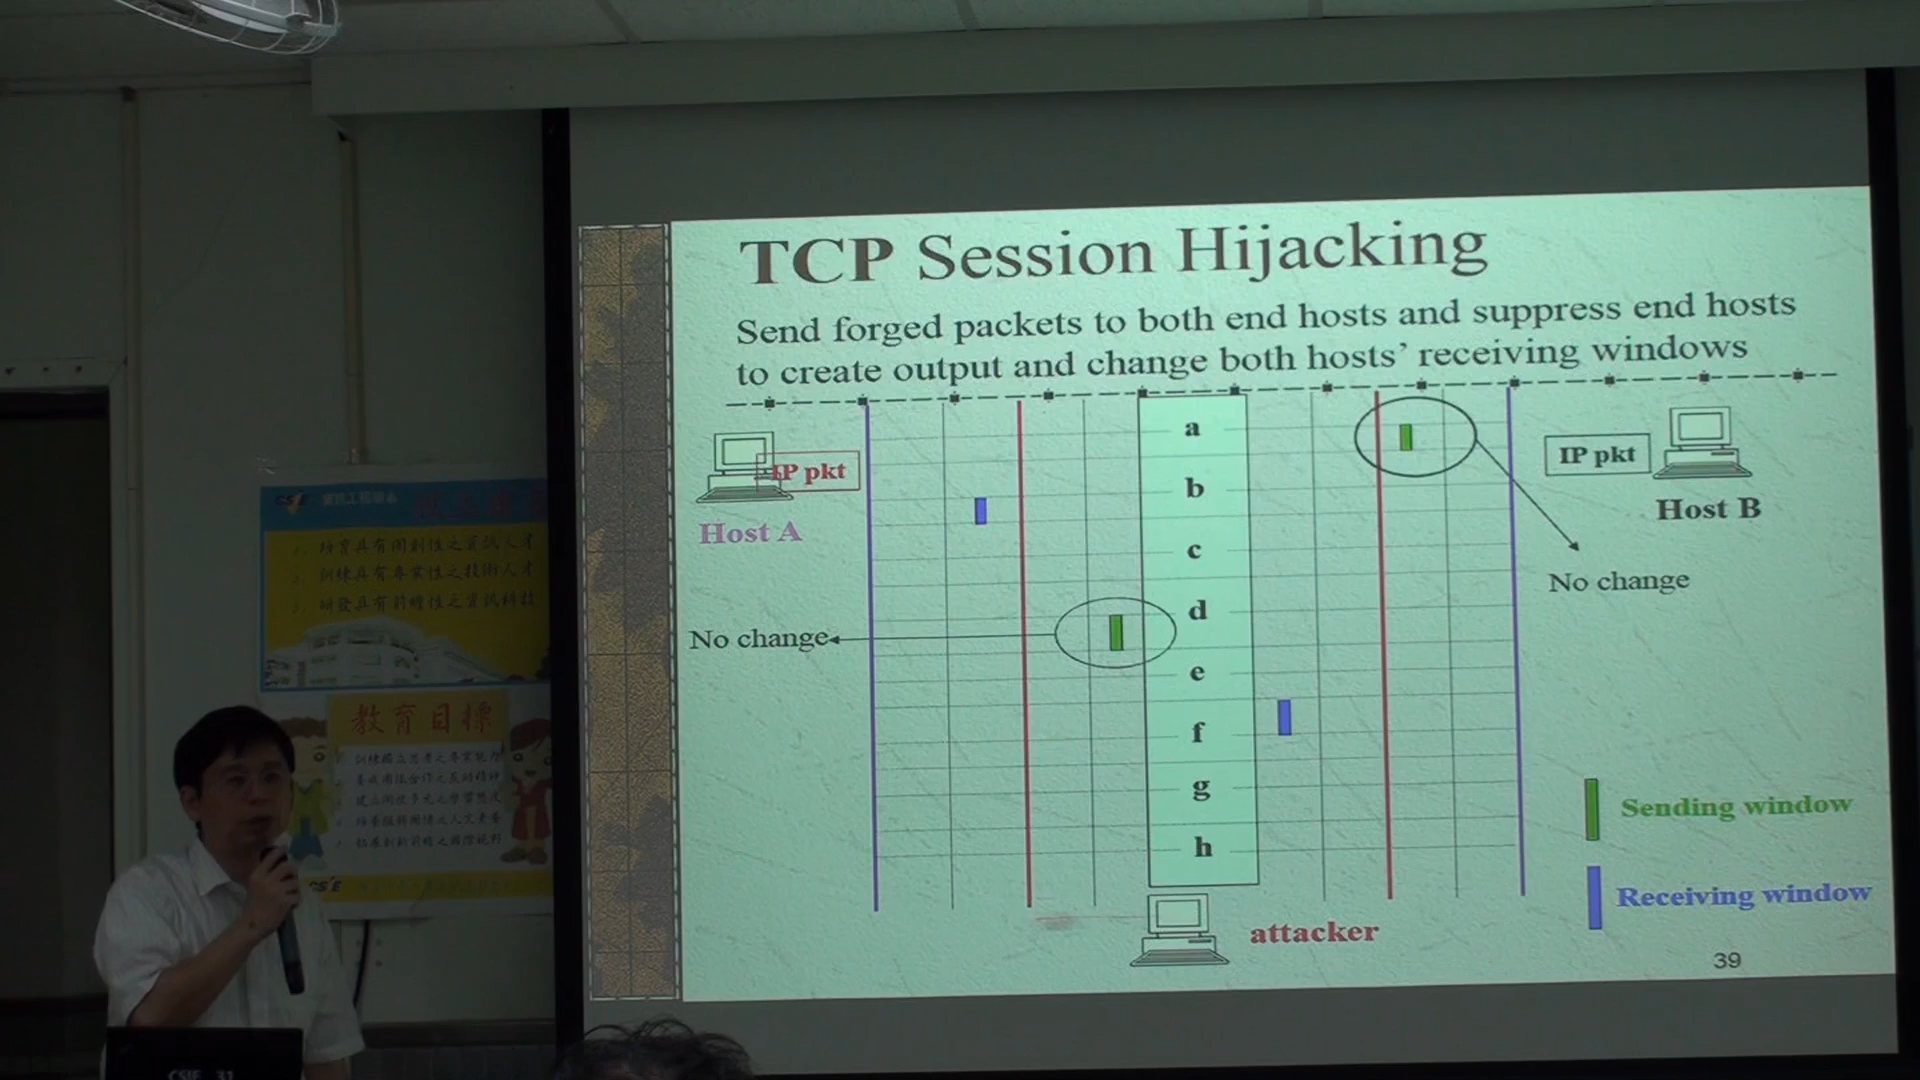 TCP Session Hijacking
Send forged packets to both end hosts and suppress end hosts
to create output and change both hosts’ receiving windows
IP pkt
Host A
No change
a
b
c
d
e
f
g
h
IP pkt
Host B
No change
Sending window
Receiving window
attacker
39
教育目標
CSIE 31